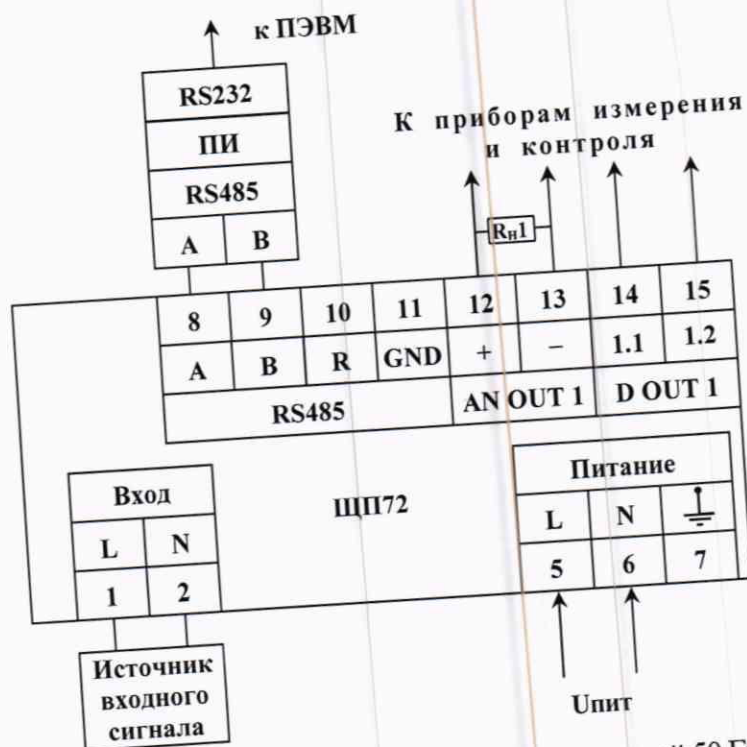 к ПЭВМ
RS232
ПИ
RS485
A B
К приборам измерения
и контроля
Rн1
8 9 10 11 12 13 14 15
A B R GND + − 1.1 1.2
RS485 AN OUT 1 D OUT 1
Вход
L N
1 2
ЩП72
Питание
L N
5 6 7
Источник
входного
сигнала
Uпит
50